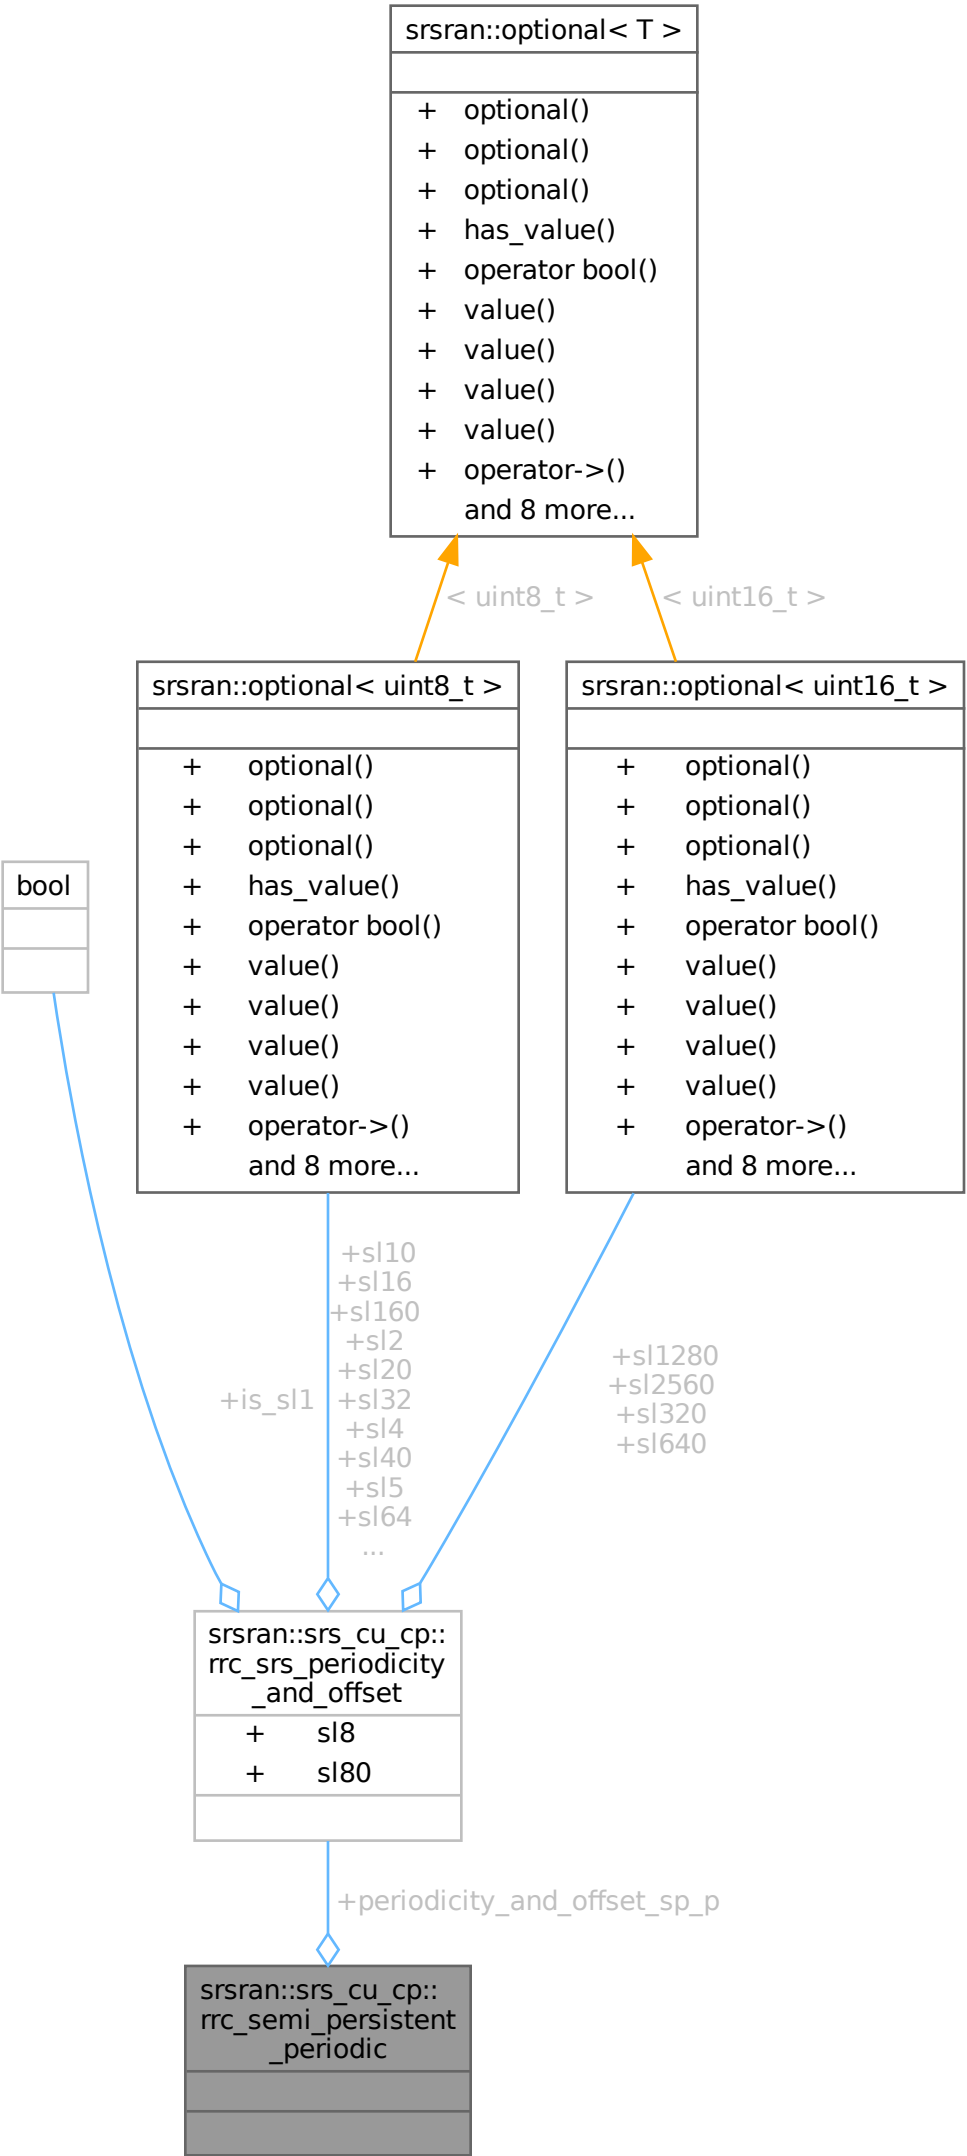 srsran::optional< T >
+ optional()
+ optional()
+ optional()
+ has_value()
+ operator bool()
+ value()
+ value()
+ value()
+ value()
+ operator->()
and 8 more...
< uint8_t >
< uint16_t >
srsran::optional< uint8_t >
+ optional()
+ optional()
+ optional()
+ has_value()
+ operator bool()
+ value()
+ value()
+ value()
+ value()
+ operator->()
and 8 more...
srsran::optional< uint16_t >
+ optional()
+ optional()
+ optional()
+ has_value()
+ operator bool()
+ value()
+ value()
+ value()
+ value()
+ operator->()
and 8 more...
bool
+is_sl1
+sl10
+sl16
+sl160
+sl2
+sl20
+sl32
+sl4
+sl40
+sl5
+sl64
...
+sl1280
+sl2560
+sl320
+sl640
srsran::srs_cu_cp::
rrc_srs_periodicity
_and_offset
+ sl8
+ sl80
+periodicity_and_offset_sp_p
srsran::srs_cu_cp::
rrc_semi_persistent
_periodic